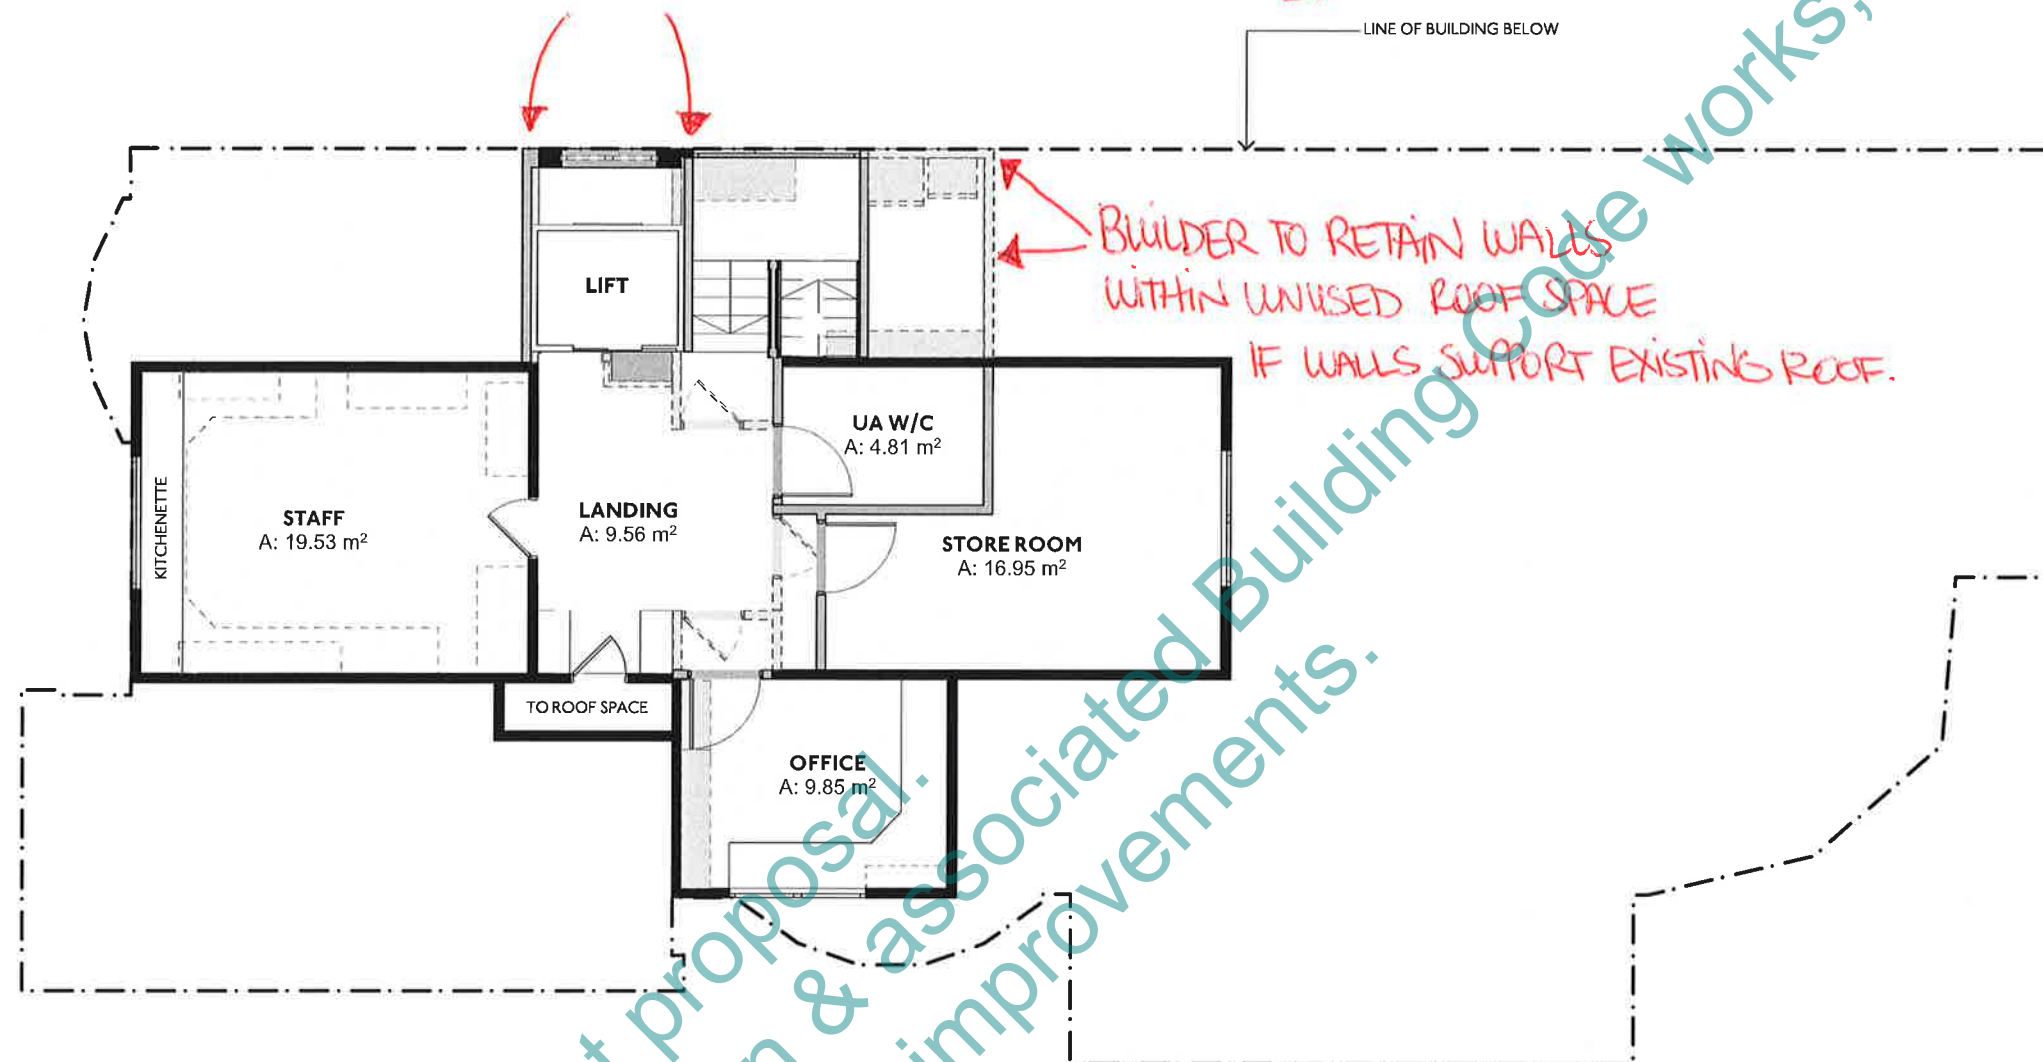 LINE OF BUILDING BELOW
BUILDER TO RETAIN WALLS
WITHIN UNUSED ROOF SPACE
IF WALLS SUPPORT EXISTING ROOF.
LIFT
UA W/C
A: 4.81 m²
KITCHENETTE
STAFF
A: 19.53 m²
LANDING
A: 9.56 m²
STORE ROOM
A: 16.95 m²
TO ROOF SPACE
OFFICE
A: 9.85 m²
proposal.
& associated Building Code works,
improvements.